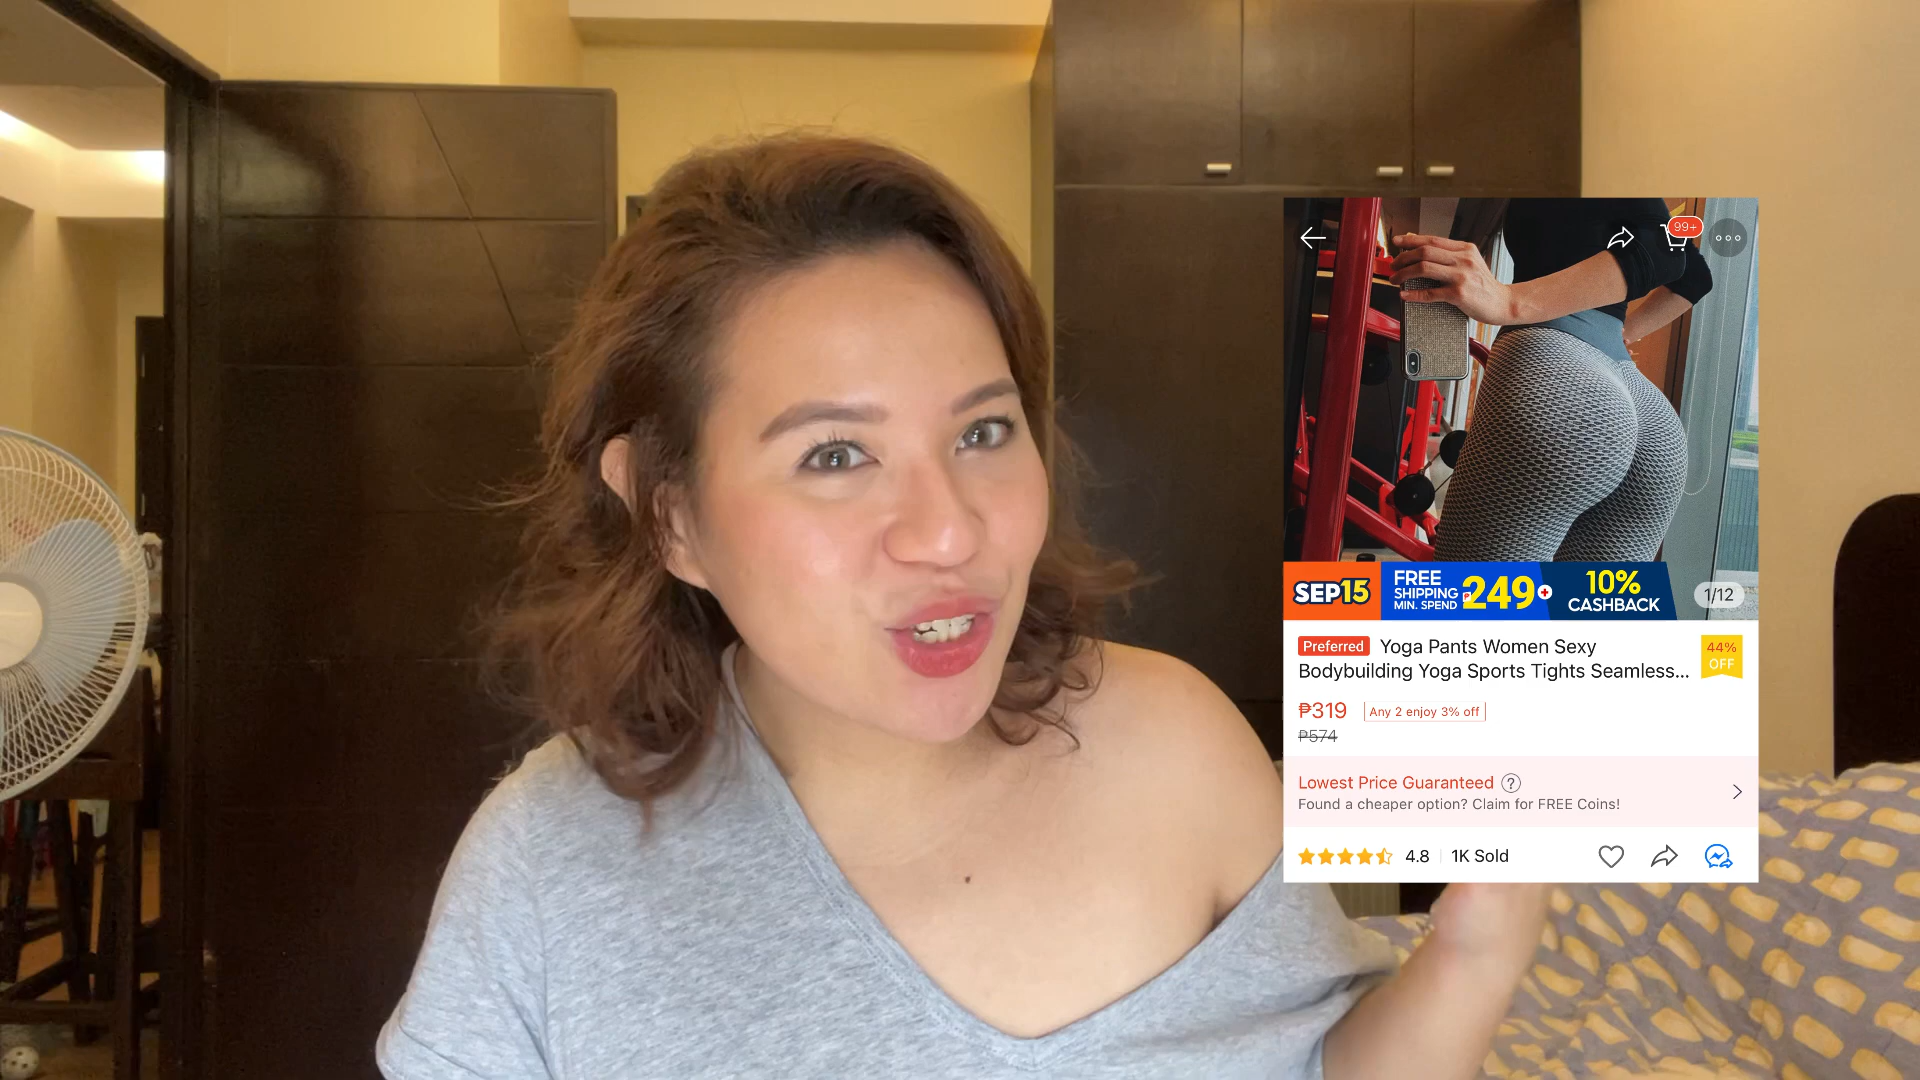 99+
SEP15
FREE
SHIPPING
MIN. SPEND
₱249+
10%
CASHBACK
1/12
Preferred Yoga Pants Women Sexy
Bodybuilding Yoga Sports Tights Seamless...
44%
OFF
₱319 Any 2 enjoy 3% off
₱574
Lowest Price Guaranteed ?
Found a cheaper option? Claim for FREE Coins!
4.8 1K Sold